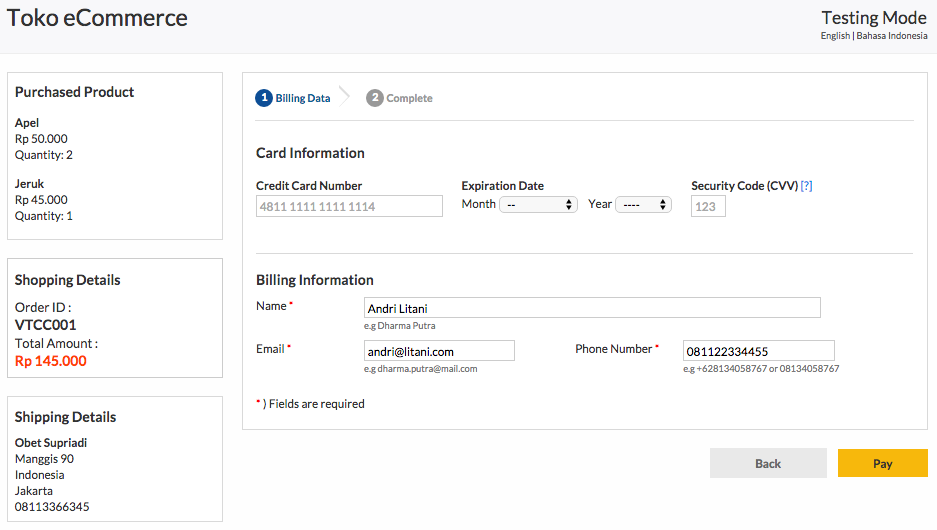 Toko eCommerce
Testing Mode
English | Bahasa Indonesia
Purchased Product
Apel
Rp 50.000
Quantity: 2
Jeruk
Rp 45.000
Quantity: 1
Shopping Details
Order ID :
VTCC001
Total Amount :
Rp 145.000
Shipping Details
Obet Supriadi
Manggis 90
Indonesia
Jakarta
08113366345
1 Billing Data
2 Complete
Card Information
Credit Card Number
4811 1111 1111 1114
Expiration Date
Month -- Year ----
Security Code (CVV) [?]
123
Billing Information
Name * Andri Litani
e.g Dharma Putra
Email * andri@litani.com
e.g dharma.putra@mail.com
Phone Number * 081122334455
e.g +628134058767 or 08134058767
* ) Fields are required
Back
Pay